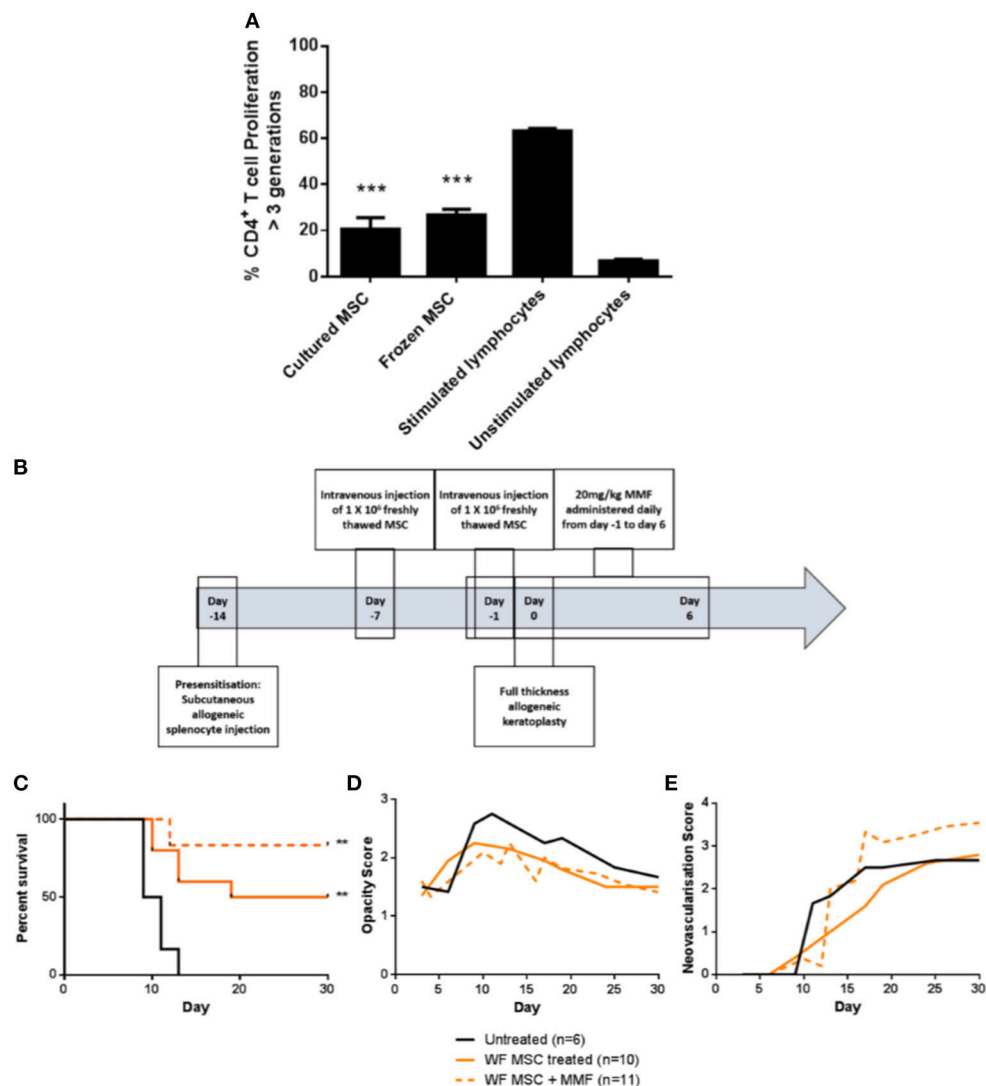 A
% CD4+ T cell Proliferation
> 3 generations
100
80
60
40
20
0
***
***
Cultured MSC
Frozen MSC
Stimulated lymphocytes
Unstimulated lymphocytes
B
Intravenous injection
of 1 X 10⁶ freshly
thawed MSC
Intravenous injection
of 1 X 10⁶ freshly
thawed MSC
20mg/kg MMF
administered daily
from day -1 to day 6
Day
-14
Day
-7
Day
-1
Day
0
Day
6
Presensitisation:
Subcutaneous
allogeneic
splenocyte injection
Full thickness
allogeneic
keratoplasty
C
Percent survival
100
50
0
**
**
0
10
20
30
Day
D
Opacity Score
3
2
1
0
0
5
10
15
20
25
30
Day
E
Neovascularisation Score
4
3
2
1
0
0
5
10
15
20
25
30
Day
Untreated (n=6)
WF MSC treated (n=10)
WF MSC + MMF (n=11)